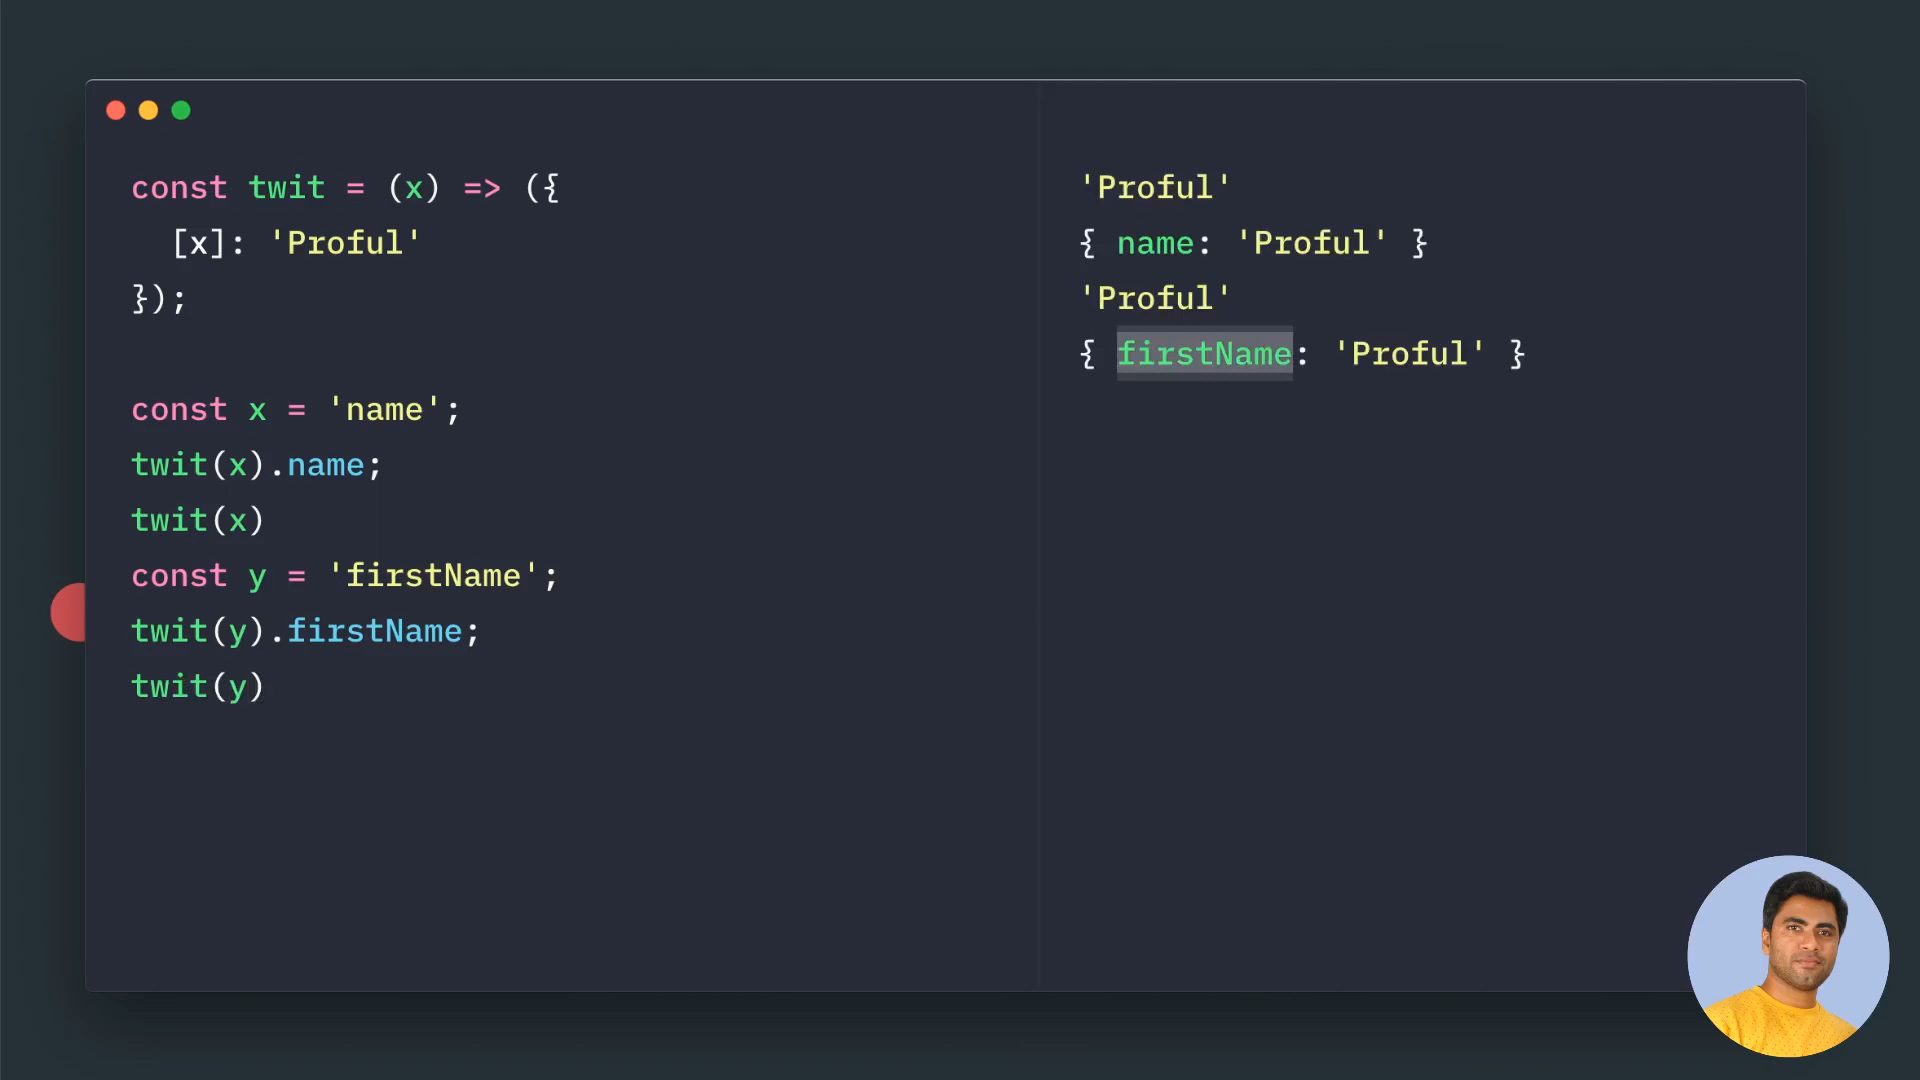 const twit = (x) => ({
  [x]: 'Proful'
});
const x = 'name';
twit(x).name;
twit(x)
const y = 'firstName';
twit(y).firstName;
twit(y)
'Proful'
{ name: 'Proful' }
'Proful'
{ firstName: 'Proful' }